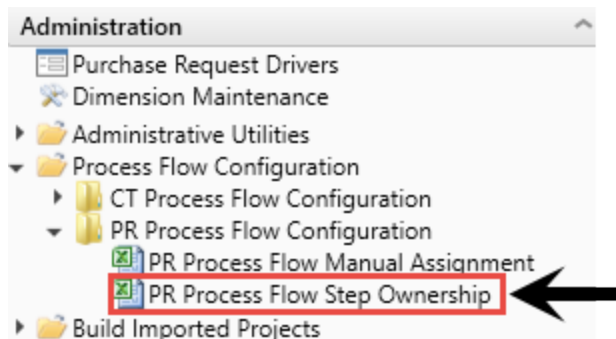 Administration
Purchase Request Drivers
Dimension Maintenance
Administrative Utilities
Process Flow Configuration
CT Process Flow Configuration
PR Process Flow Configuration
PR Process Flow Manual Assignment
PR Process Flow Step Ownership
Build Imported Projects